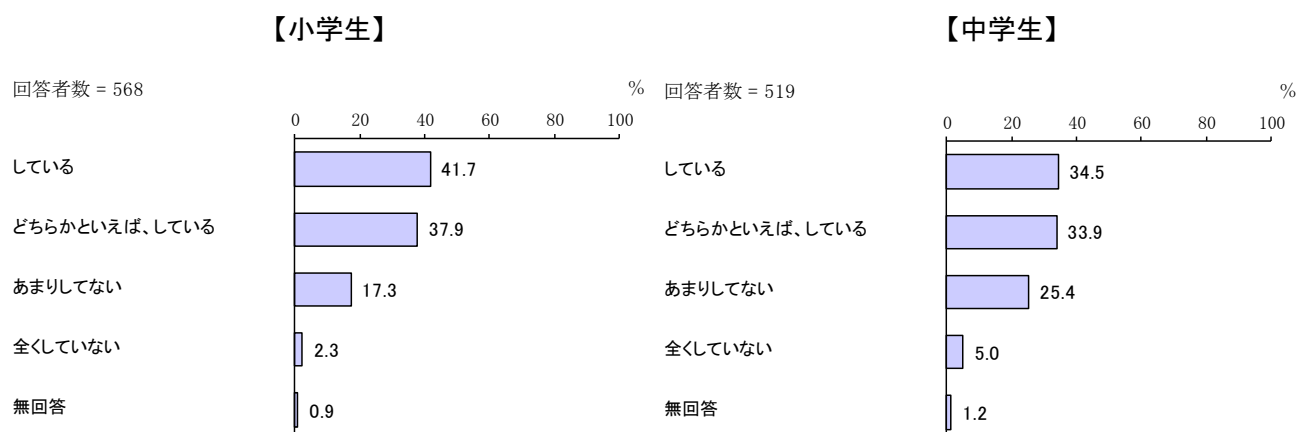 【小学生】
回答者数 = 568
%
0 20 40 60 80 100
している 41.7
どちらかといえば、している 37.9
あまりしてない 17.3
全くしていない 2.3
無回答 0.9
【中学生】
回答者数 = 519
%
0 20 40 60 80 100
している 34.5
どちらかといえば、している 33.9
あまりしてない 25.4
全くしていない 5.0
無回答 1.2